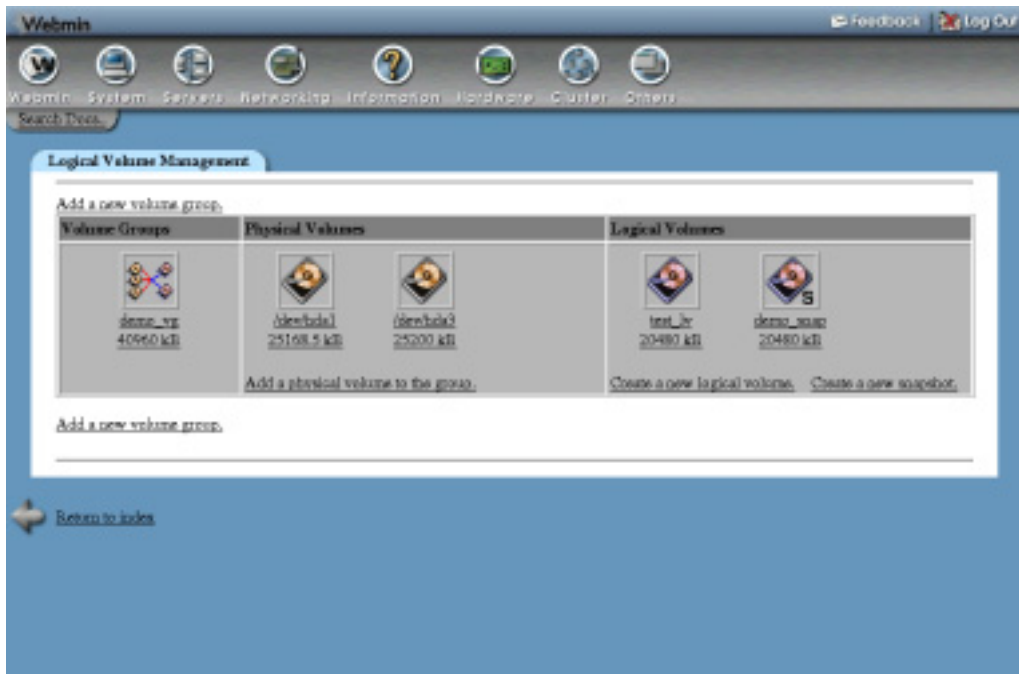 Webmin
Feedback | Log Out
Webmin System Servers Networking Information Hardware Cluster Others
Search Docs..
Logical Volume Management
Add a new volume group.
Volume Groups Physical Volumes Logical Volumes
S
demo_vg /dev/hda1 /dev/hda3 test_lv demo_snap
40960 kB 25168.5 kB 25200 kB 20480 kB 20480 kB
Add a physical volume to the group. Create a new logical volume. Create a new snapshot.
Add a new volume group.
Return to index